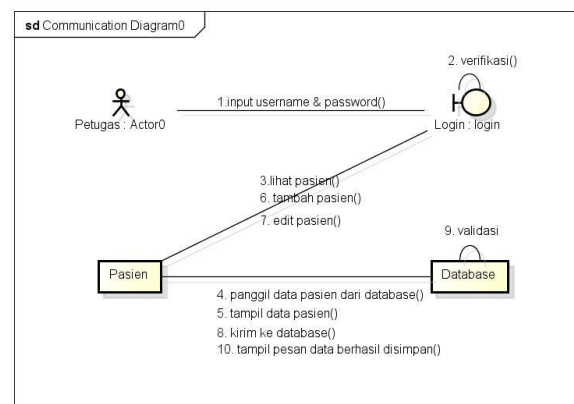 sd Communication Diagram0
2. verifikasi()
1.input username & password()
Petugas : Actor0
Login : login
3.lihat pasien()
6. tambah pasien()
7. edit pasien()
9. validasi
Pasien
Database
4. panggil data pasien dari database()
5. tampil data pasien()
8. kirim ke database()
10. tampil pesan data berhasil disimpan()